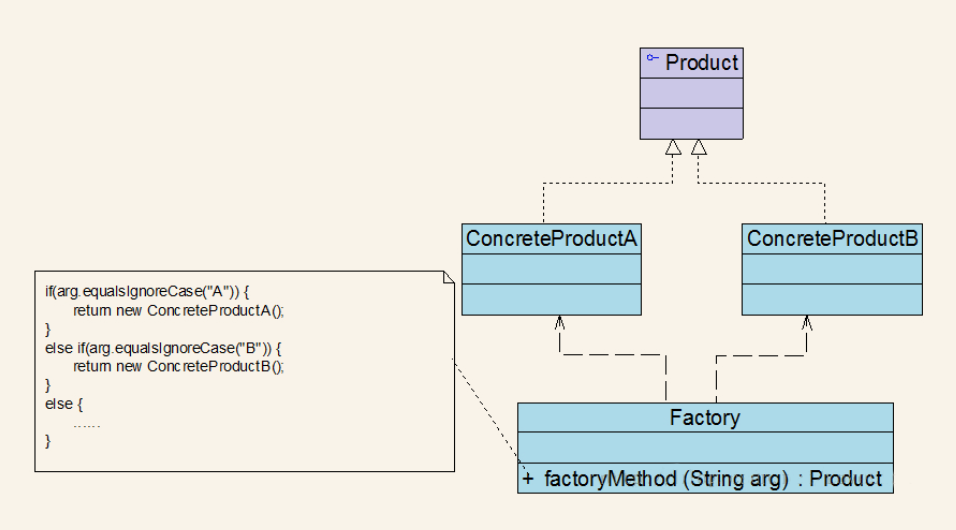 Product
ConcreteProductA
ConcreteProductB
if(arg.equalsIgnoreCase("A")) {
return new ConcreteProductA();
}
else if(arg.equalsIgnoreCase("B")) {
return new ConcreteProductB();
}
else {
......
}
Factory
+ factoryMethod (String arg) : Product